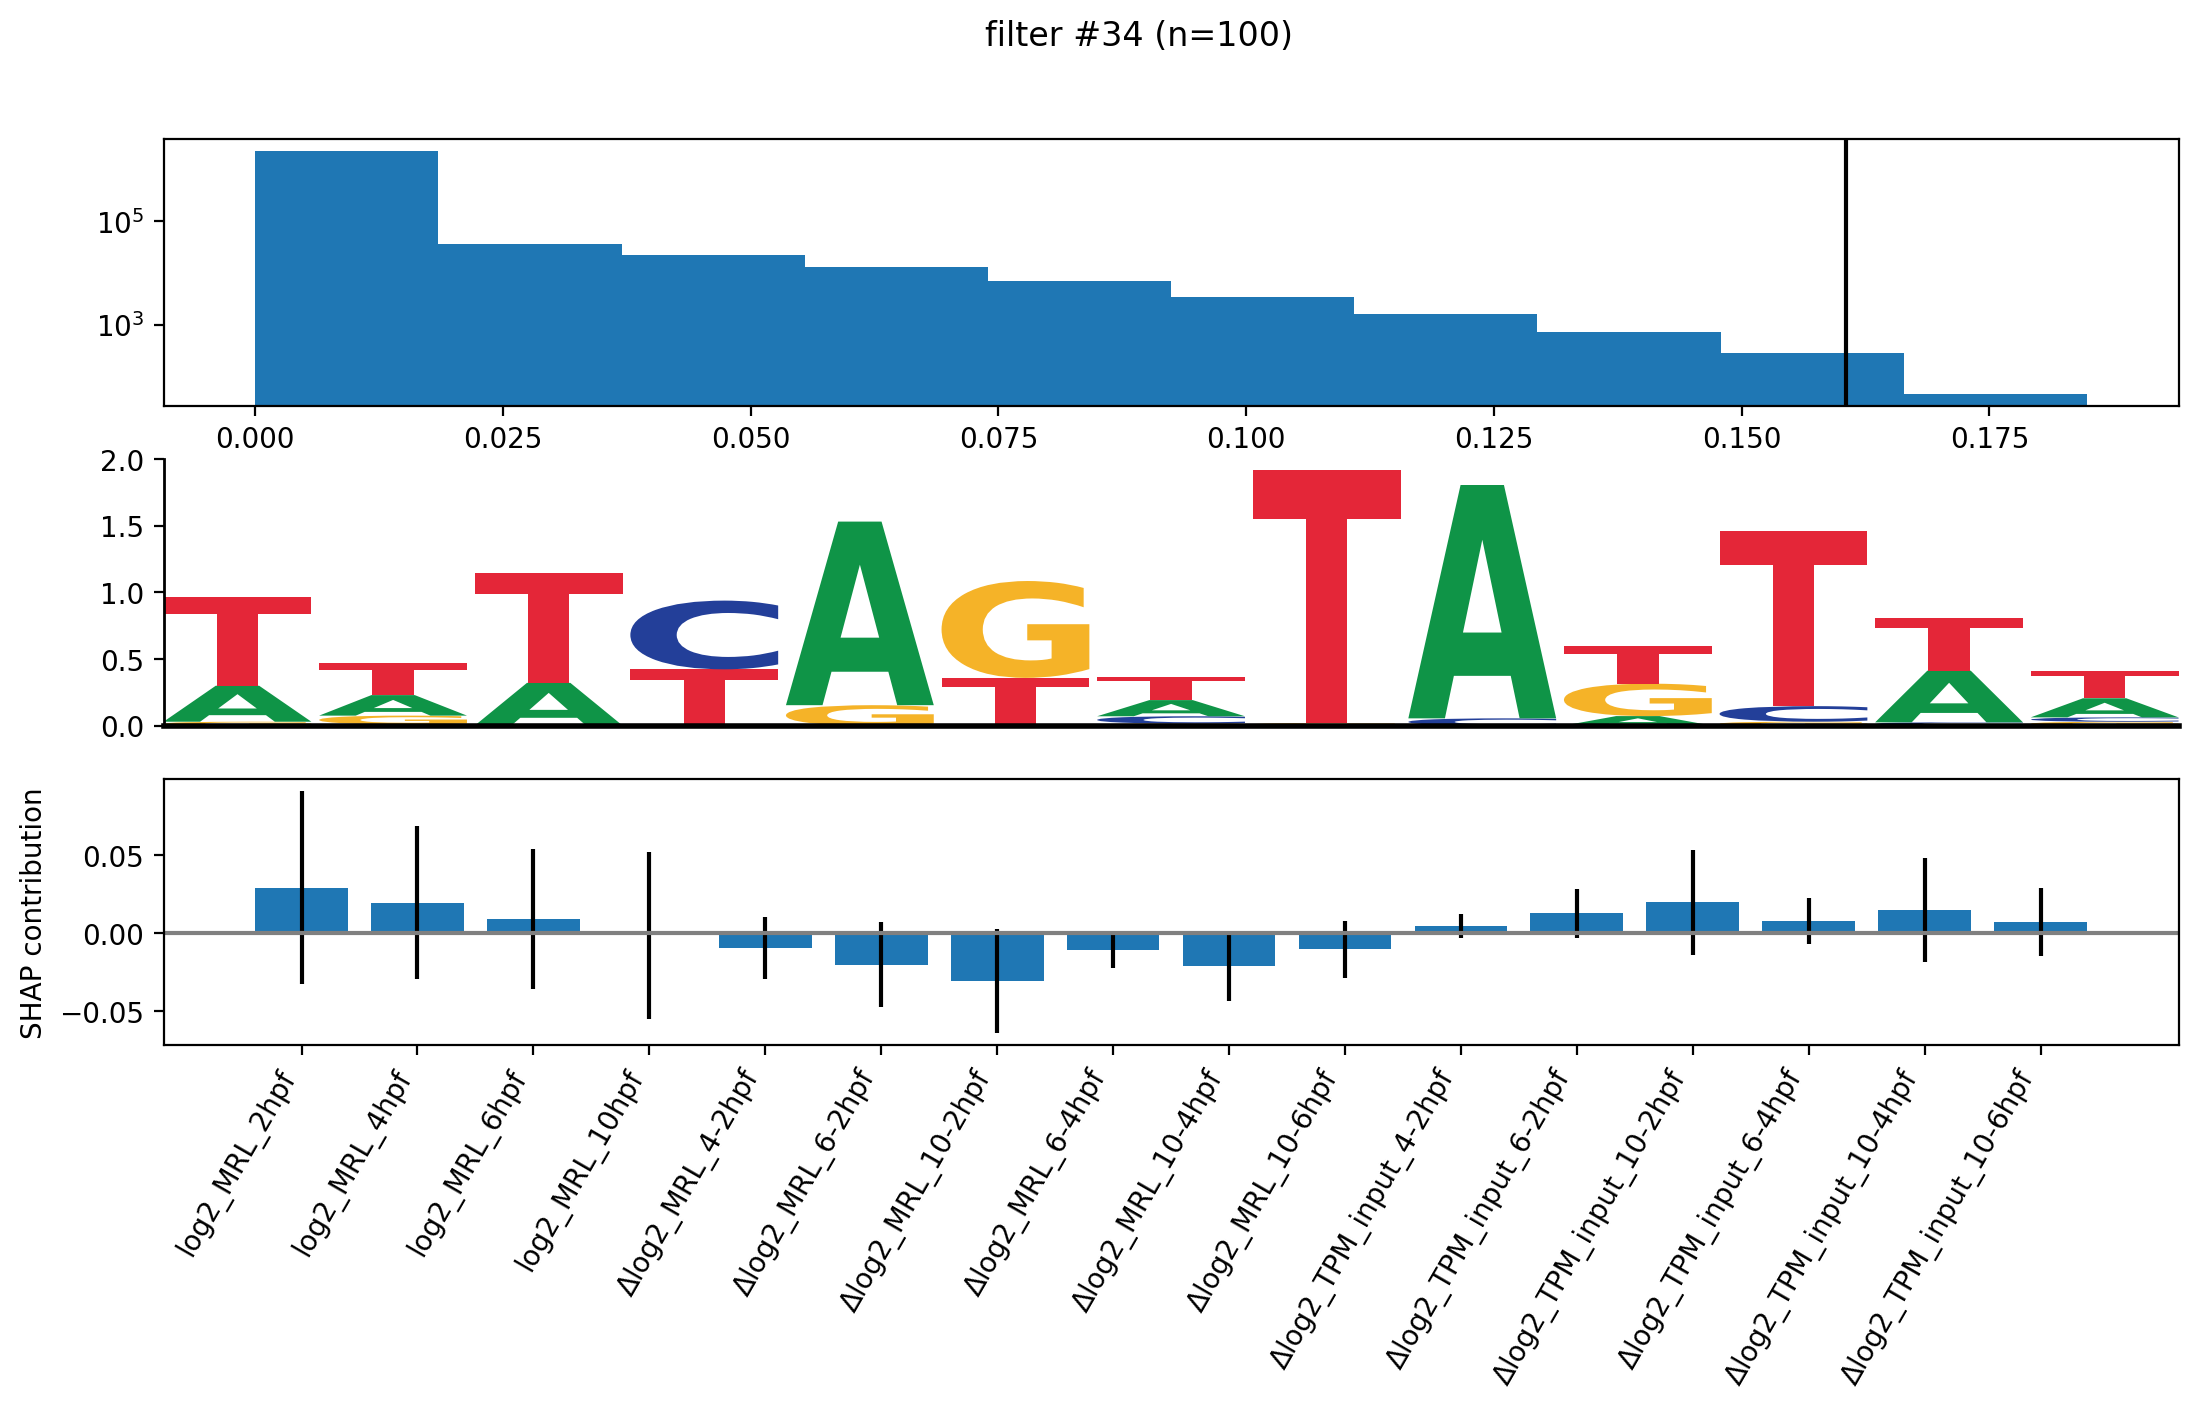 filter #34 (n=100)
10⁵
10³
0.000 0.025 0.050 0.075 0.100 0.125 0.150 0.175
2.0
1.5
1.0
0.5
0.0
T T T C A G T T A T T T T
A A A T G T A C G C A A
G C A C
SHAP contribution
0.05
0.00
−0.05
log2_MRL_2hpf
log2_MRL_4hpf
log2_MRL_6hpf
log2_MRL_10hpf
Δlog2_MRL_4-2hpf
Δlog2_MRL_6-2hpf
Δlog2_MRL_10-2hpf
Δlog2_MRL_6-4hpf
Δlog2_MRL_10-4hpf
Δlog2_MRL_10-6hpf
Δlog2_TPM_input_4-2hpf
Δlog2_TPM_input_6-2hpf
Δlog2_TPM_input_10-2hpf
Δlog2_TPM_input_6-4hpf
Δlog2_TPM_input_10-4hpf
Δlog2_TPM_input_10-6hpf